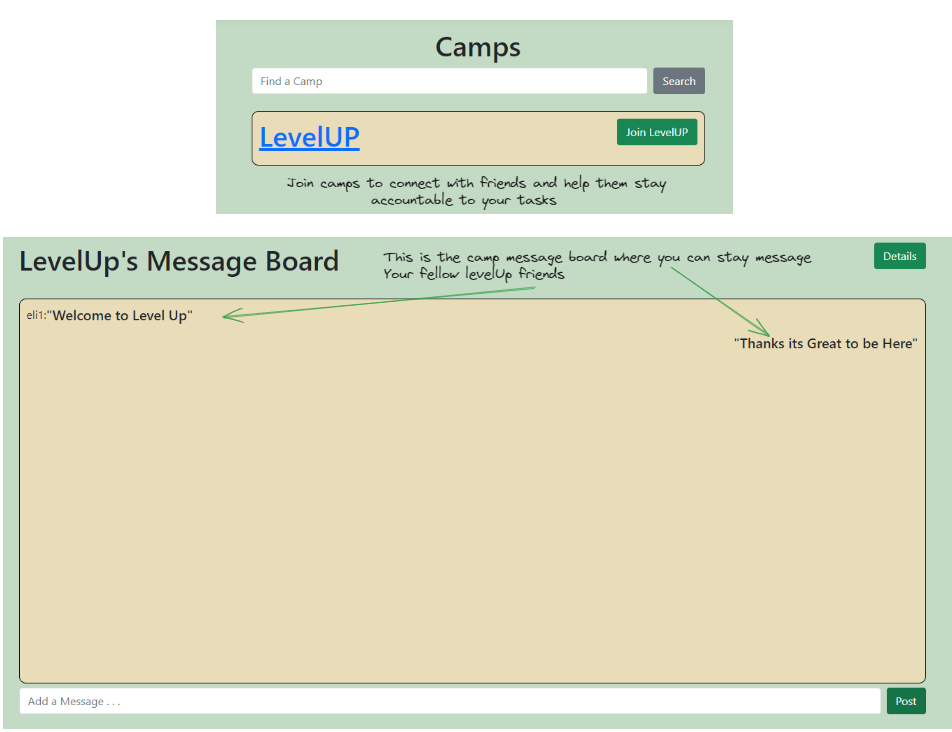 Camps
Find a Camp
Search
LevelUP
Join LevelUP
Join camps to connect with friends and help them stay
accountable to your tasks
LevelUp's Message Board
This is the camp message board where you can stay message
Your fellow levelUp friends
Details
eli1:"Welcome to Level Up"
"Thanks its Great to be Here"
Add a Message . . .
Post